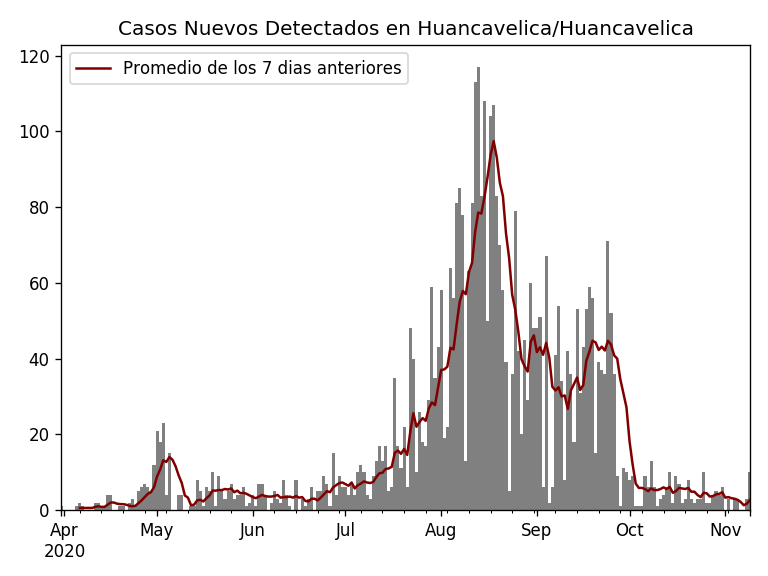 Casos Nuevos Detectados en Huancavelica/Huancavelica
Promedio de los 7 dias anteriores
120
100
80
60
40
20
0
Apr May Jun Jul Aug Sep Oct Nov
2020